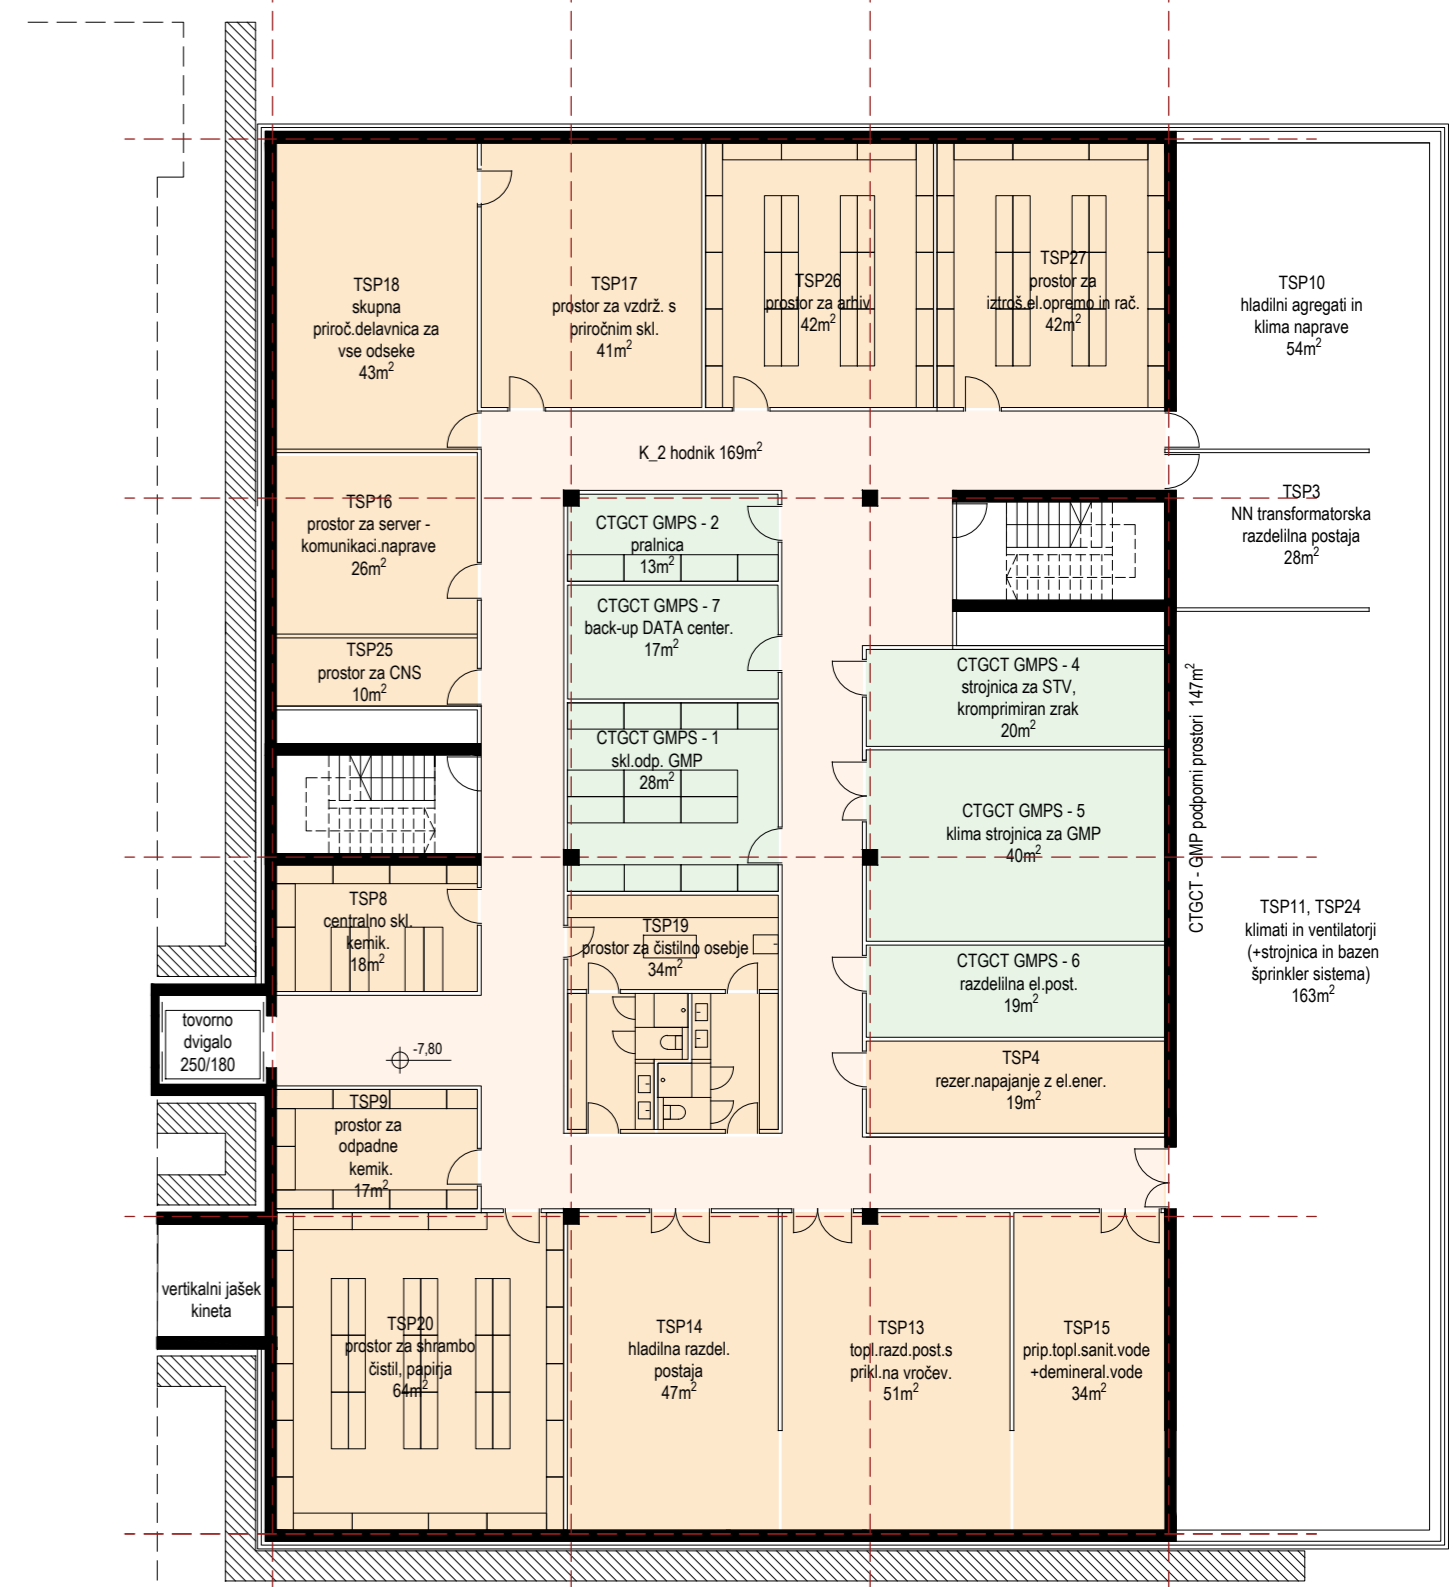 TSP18
skupna
priroč.delavnica za
vse odseke
43m²
TSP17
prostor za vzdrž. s
priročnim skl.
41m²
TSP26
prostor za arhiv
42m²
TSP27
prostor za
iztroš.el.opremo in rač.
42m²
TSP10
hladilni agregati in
klima naprave
54m²
K_2 hodnik 169m²
TSP16
prostor za server -
komunikaci.naprave
26m²
CTGCT GMPS - 2
pralnica
13m²
TSP3
NN transformatorska
razdelilna postaja
28m²
CTGCT GMPS - 7
back-up DATA center.
17m²
TSP25
prostor za CNS
10m²
CTGCT GMPS - 4
strojnica za STV,
kromprimiran zrak
20m²
CTGCT GMPS - 1
skl.odp. GMP
28m²
CTGCT GMPS - 5
klima strojnica za GMP
40m²
CTGCT - GMP podporni prostori 147m²
TSP8
centralno skl.
kemik.
18m²
TSP19
prostor za čistilno osebje
34m²
CTGCT GMPS - 6
razdelilna el.post.
19m²
TSP11, TSP24
klimati in ventilatorji
(+strojnica in bazen
šprinkler sistema)
163m²
tovorno
dvigalo
250/180
-7,80
TSP4
rezer.napajanje z el.ener.
19m²
TSP9
prostor za
odpadne
kemik.
17m²
vertikalni jašek
kineta
TSP20
prostor za shrambo
čistil, papirja
64m²
TSP14
hladilna razdel.
postaja
47m²
TSP13
topl.razd.post.s
prikl.na vročev.
51m²
TSP15
prip.topl.sanit.vode
+demineral.vode
34m²